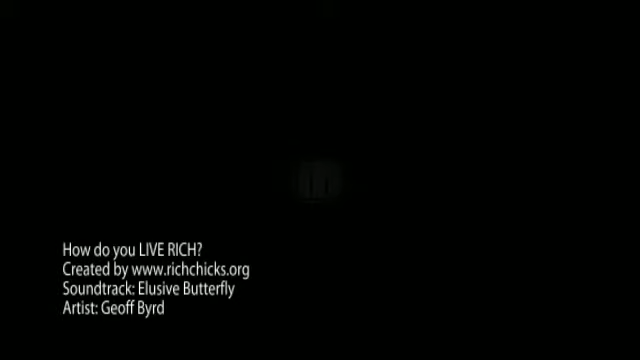 How do you LIVE RICH?
Created by www.richchicks.org
Soundtrack: Elusive Butterfly
Artist: Geoff Byrd